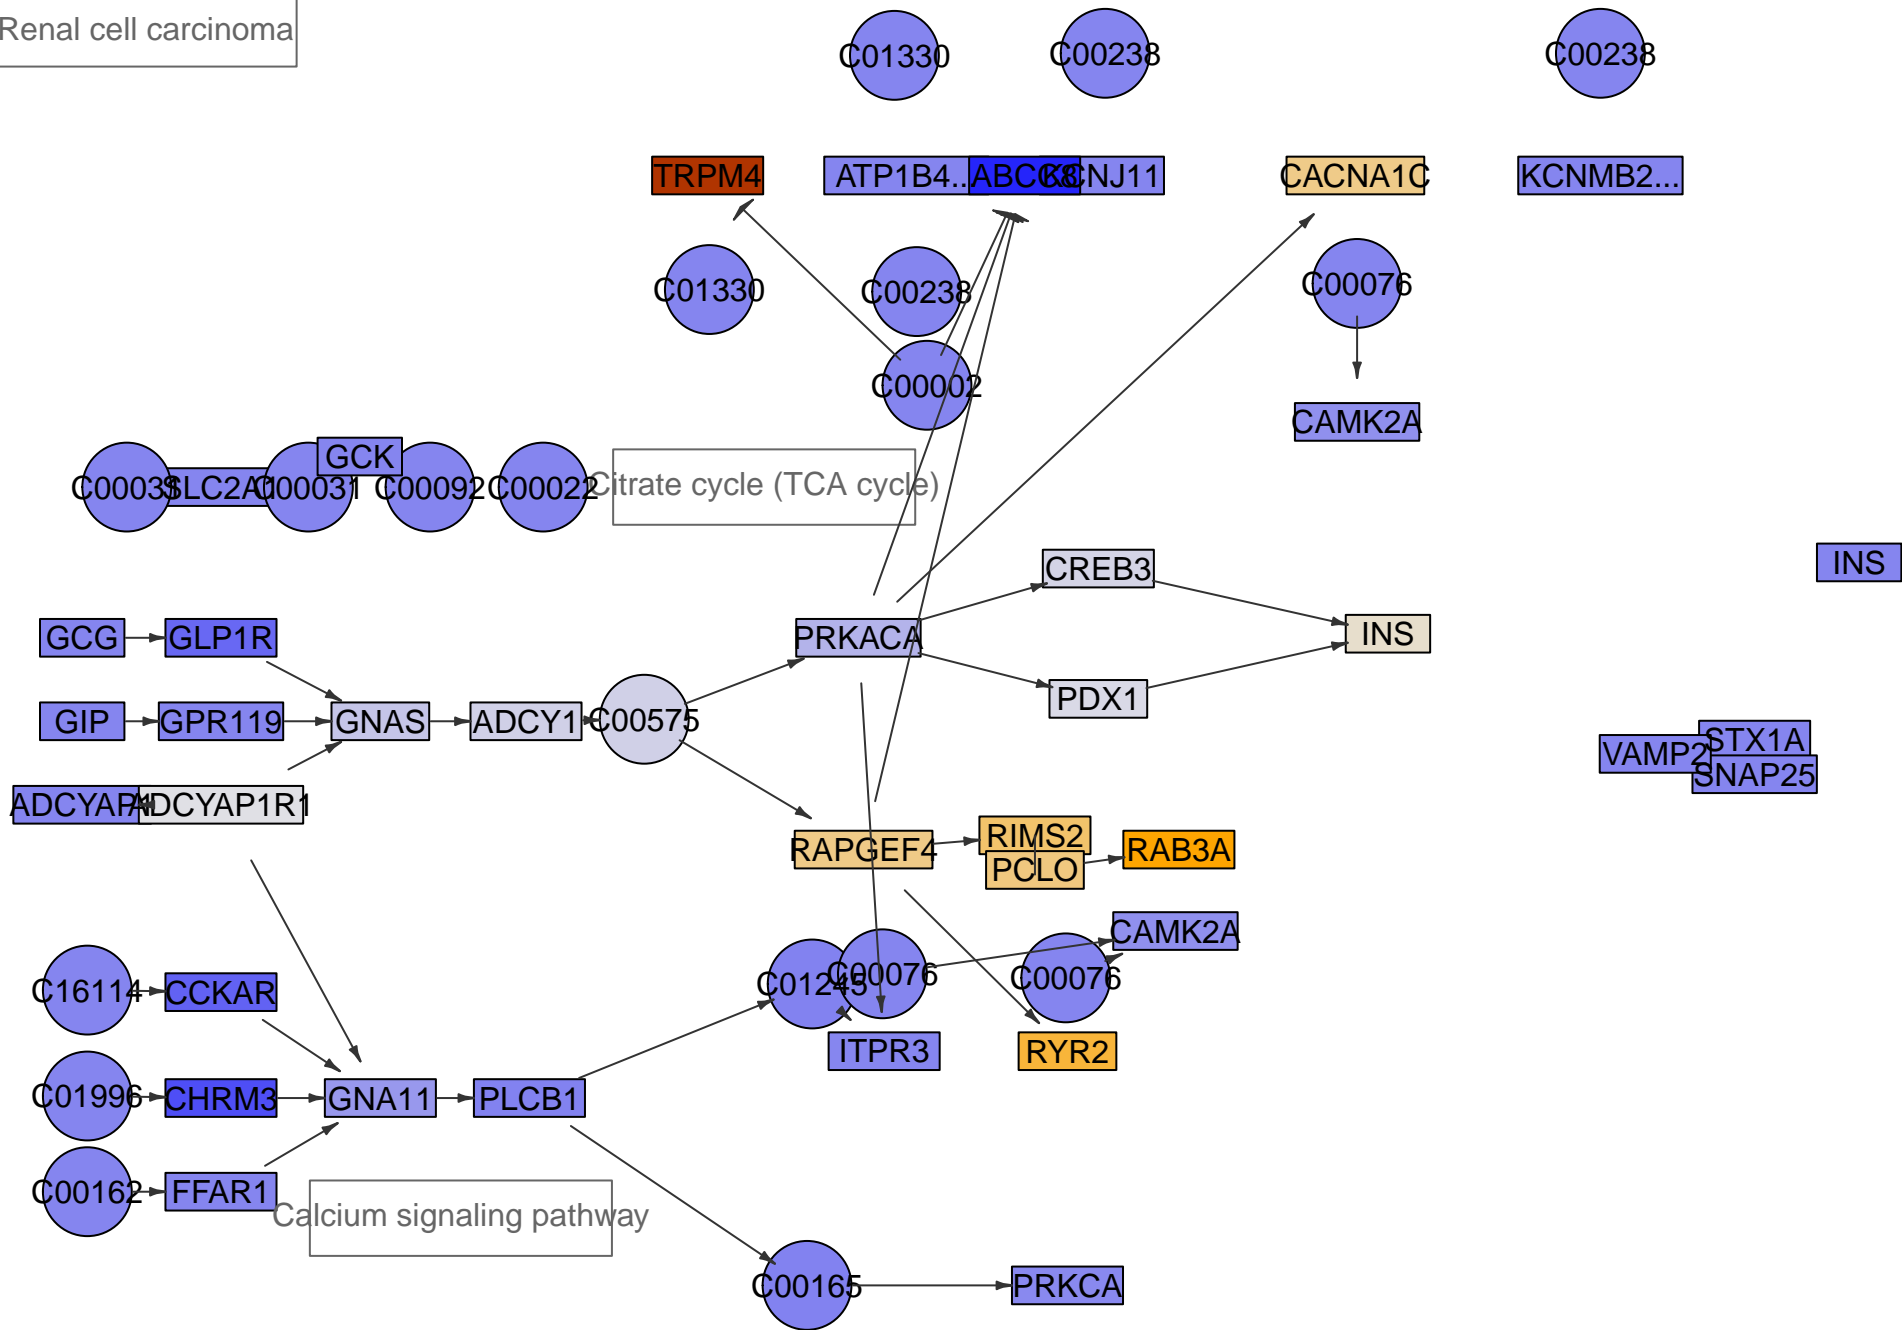 Renal cell carcinoma
C01330
C00238
C00238
TRPM4
ATP1B4...
ABCC8
KCNJ11
CACNA1C
KCNMB2...
C01330
C00238
C00076
C00002
CAMK2A
GCK
C00031
SLC2A1
C00031
C00092
C00022
Citrate cycle (TCA cycle)
CREB3
INS
GCG
GLP1R
PRKACA
INS
PDX1
GIP
GPR119
GNAS
ADCY1
C00575
STX1A
VAMP2
SNAP25
ADCYAP1
ADCYAP1R1
RAPGEF4
RIMS2
PCLO
RAB3A
CAMK2A
C16114
CCKAR
C01245
C00076
C00076
ITPR3
RYR2
C01996
CHRM3
GNA11
PLCB1
C00162
FFAR1
Calcium signaling pathway
C00165
PRKCA